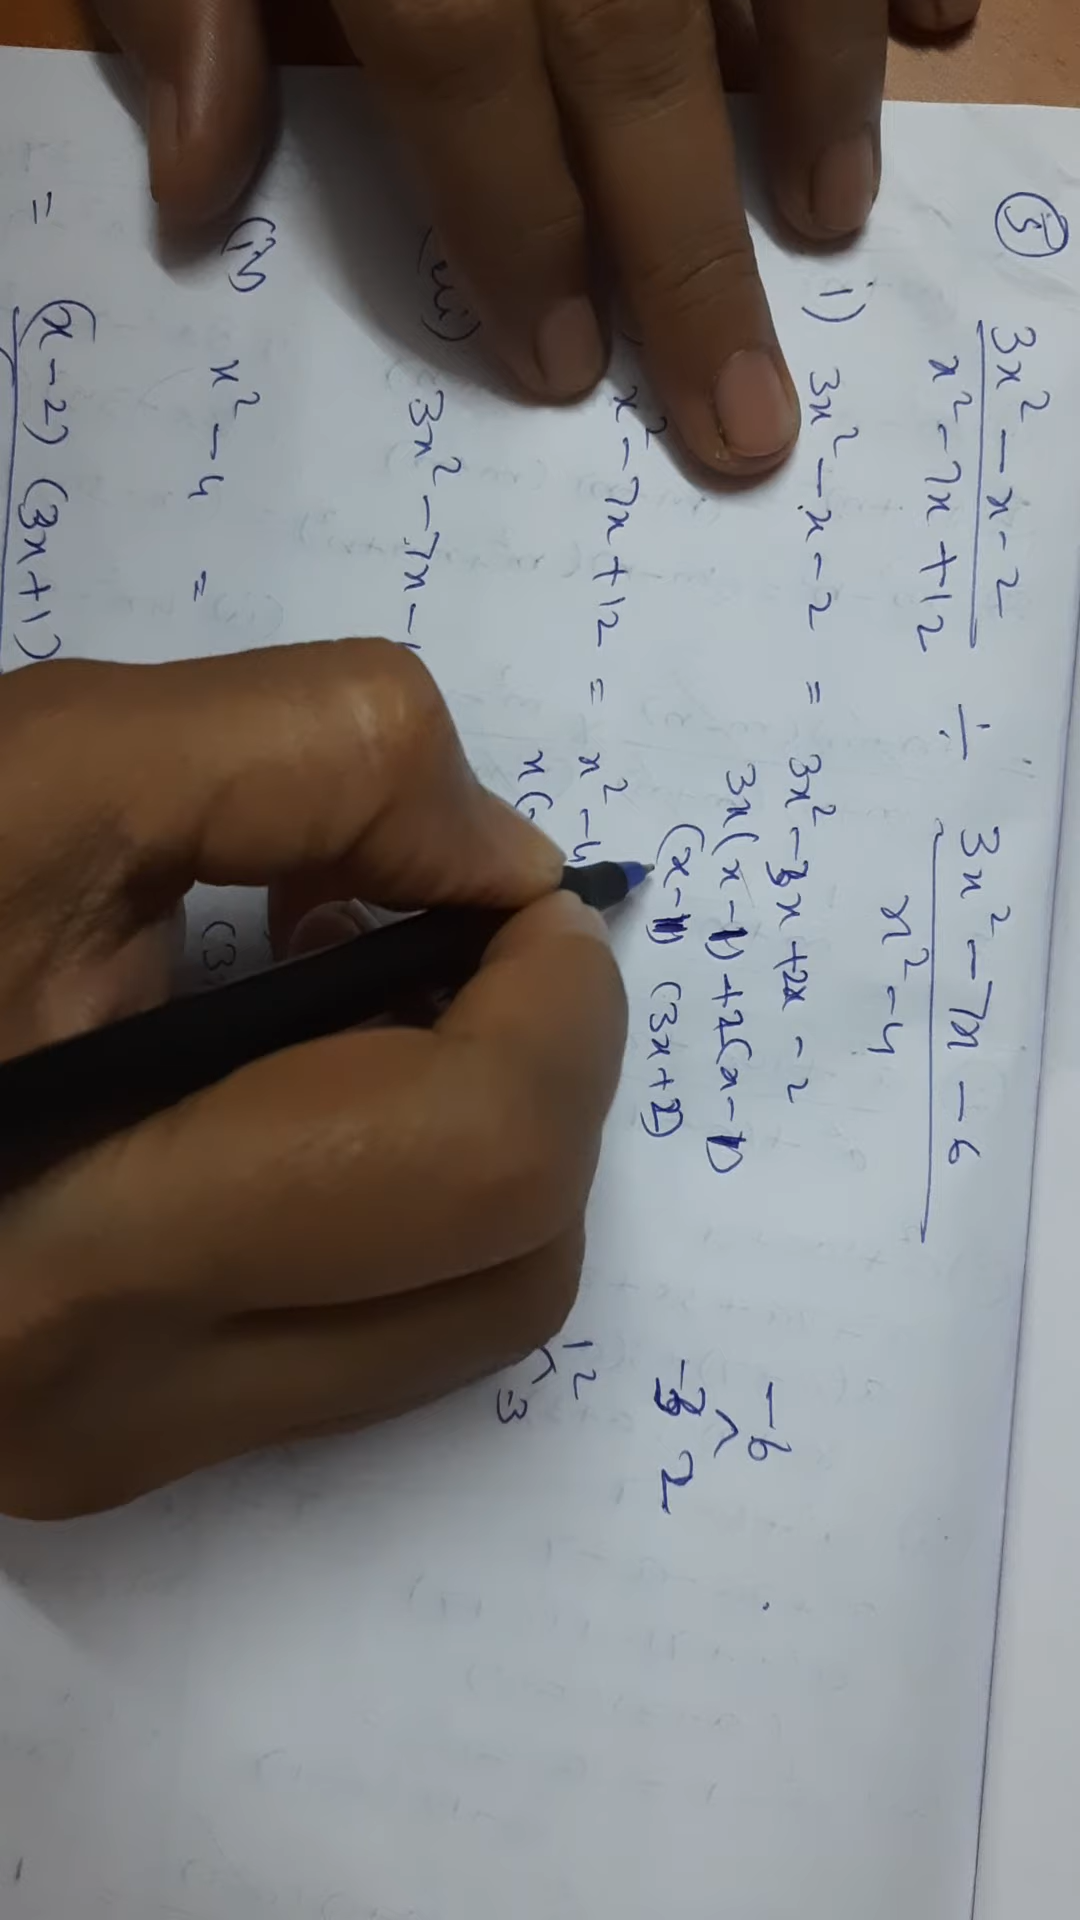 ⑤ 3x² - x - 2 ÷ 3x² - 7x - 6
x² - 7x + 12 x² - 4
i) 3x² - x - 2 = 3x² - 3x + 2x - 2 -6
3x(x - 1) + 2(x - 1) -3 2
(x - 1) (3x + 2)
x² - 7x + 12 = x² - 4 12
x( -3
(iii) 3x² - 7x -
(iv) x² - 4 = (3
= (x - 2) (3x + 1)